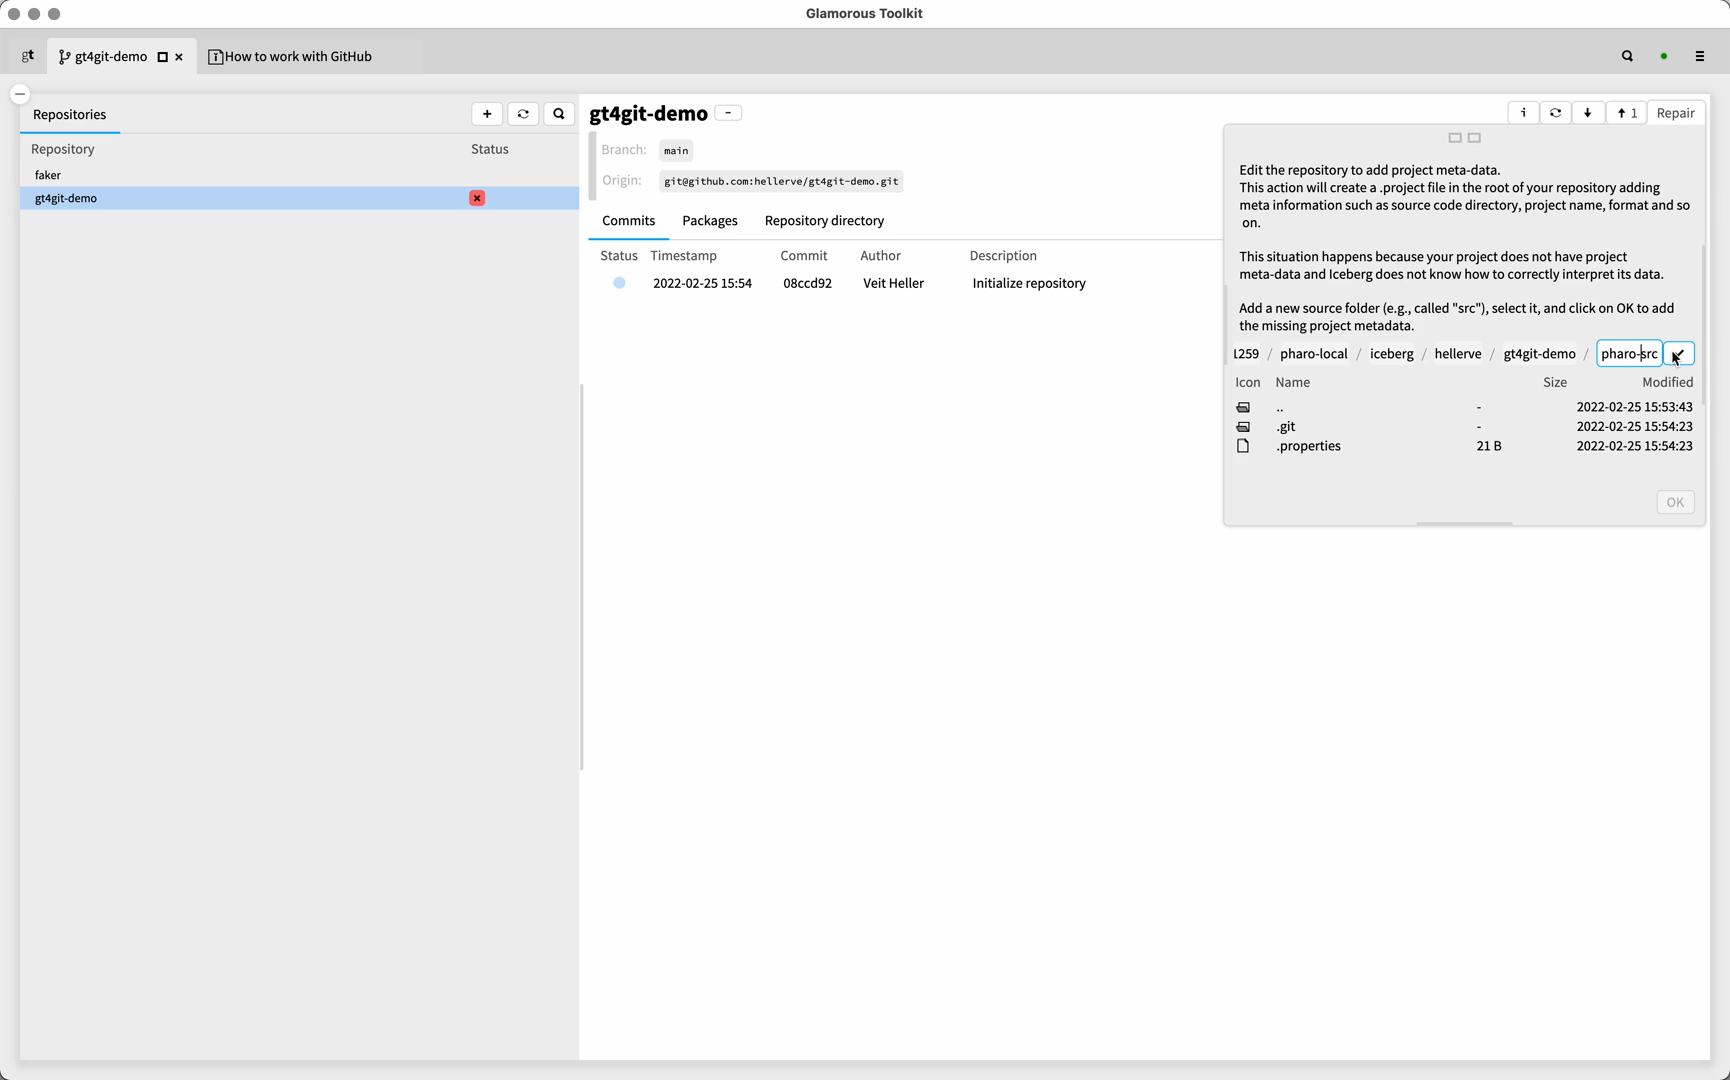 Glamorous Toolkit
gt
gt4git-demo
How to work with GitHub
Repositories
Repository Status
faker
gt4git-demo
gt4git-demo
Branch: main
Origin: git@github.com:hellerve/gt4git-demo.git
Commits Packages Repository directory
Status Timestamp Commit Author Description
2022-02-25 15:54 08ccd92 Veit Heller Initialize repository
i
1 Repair
Edit the repository to add project meta-data.
This action will create a .project file in the root of your repository adding
meta information such as source code directory, project name, format and so
on.
This situation happens because your project does not have project
meta-data and Iceberg does not know how to correctly interpret its data.
Add a new source folder (e.g., called "src"), select it, and click on OK to add
the missing project metadata.
1259 / pharo-local / iceberg / hellerve / gt4git-demo / pharo-src
Icon Name Size Modified
.. - 2022-02-25 15:53:43
.git - 2022-02-25 15:54:23
.properties 21 B 2022-02-25 15:54:23
OK